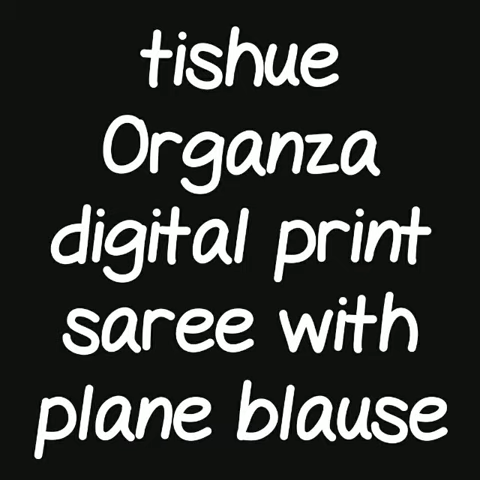 tishue
Organza
digital print
saree with
plane blause